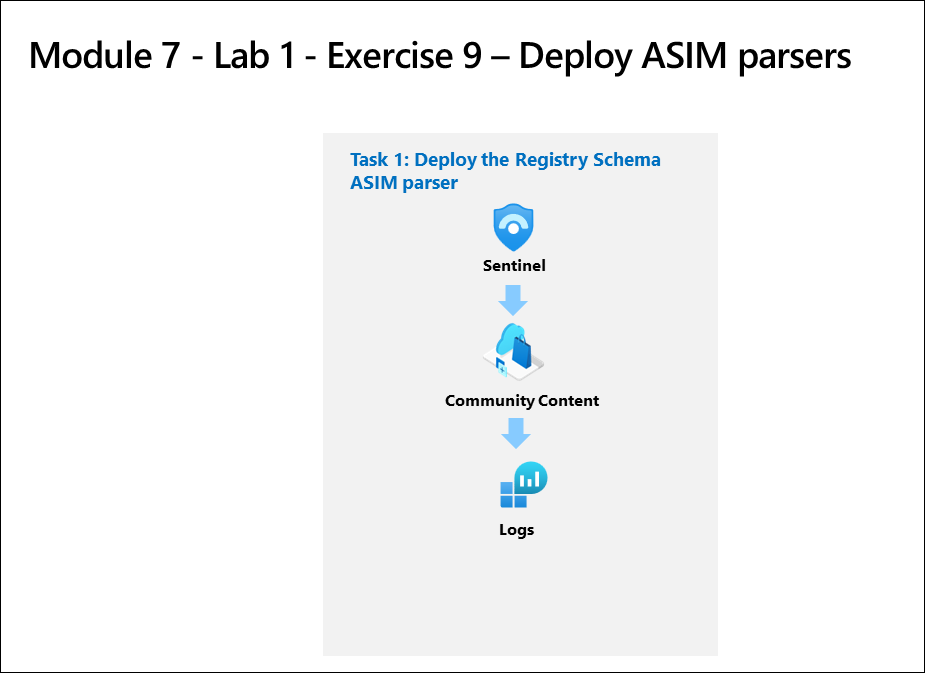 Module 7 - Lab 1 - Exercise 9 – Deploy ASIM parsers
Task 1: Deploy the Registry Schema
ASIM parser
Sentinel
Community Content
Logs